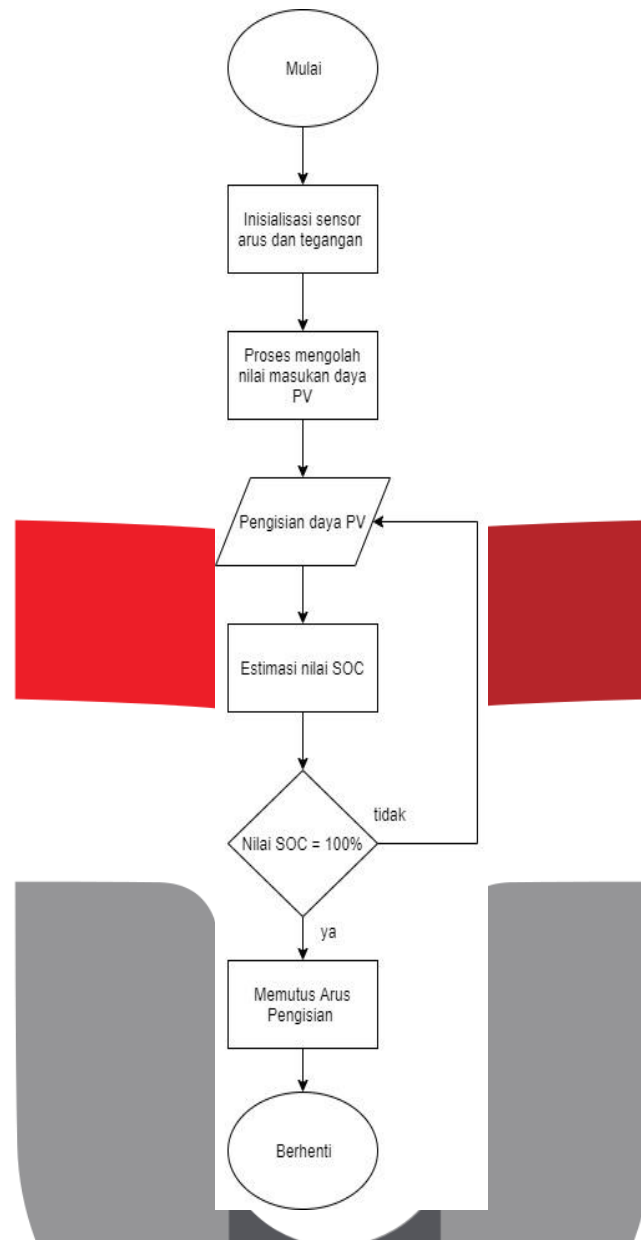 Mulai
Inisialisasi sensor
arus dan tegangan
Proses mengolah
nilai masukan daya
PV
Pengisian daya PV
Estimasi nilai SOC
tidak
Nilai SOC = 100%
ya
Memutus Arus
Pengisian
Berhenti